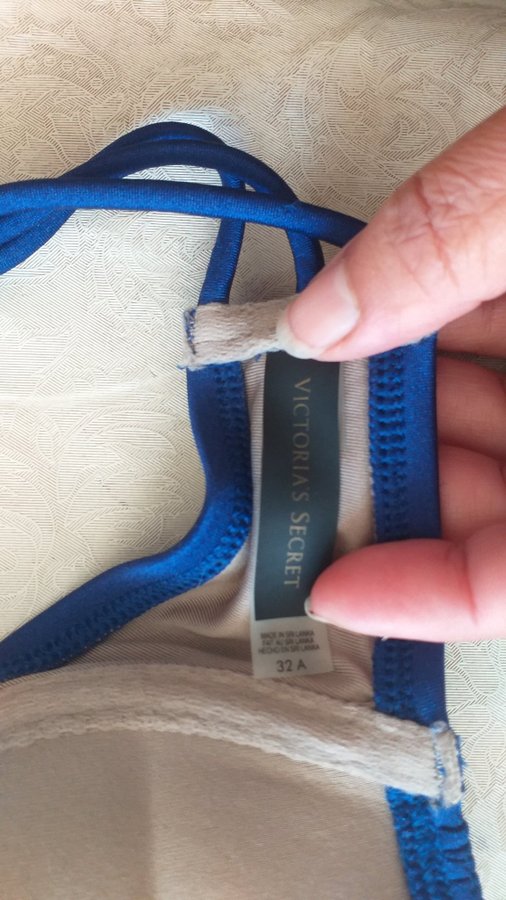 VICTORIA'S SECRET
MADE IN SRI LANKA
FAIT AU SRI LANKA
HECHO EN SRI LANKA
32 A